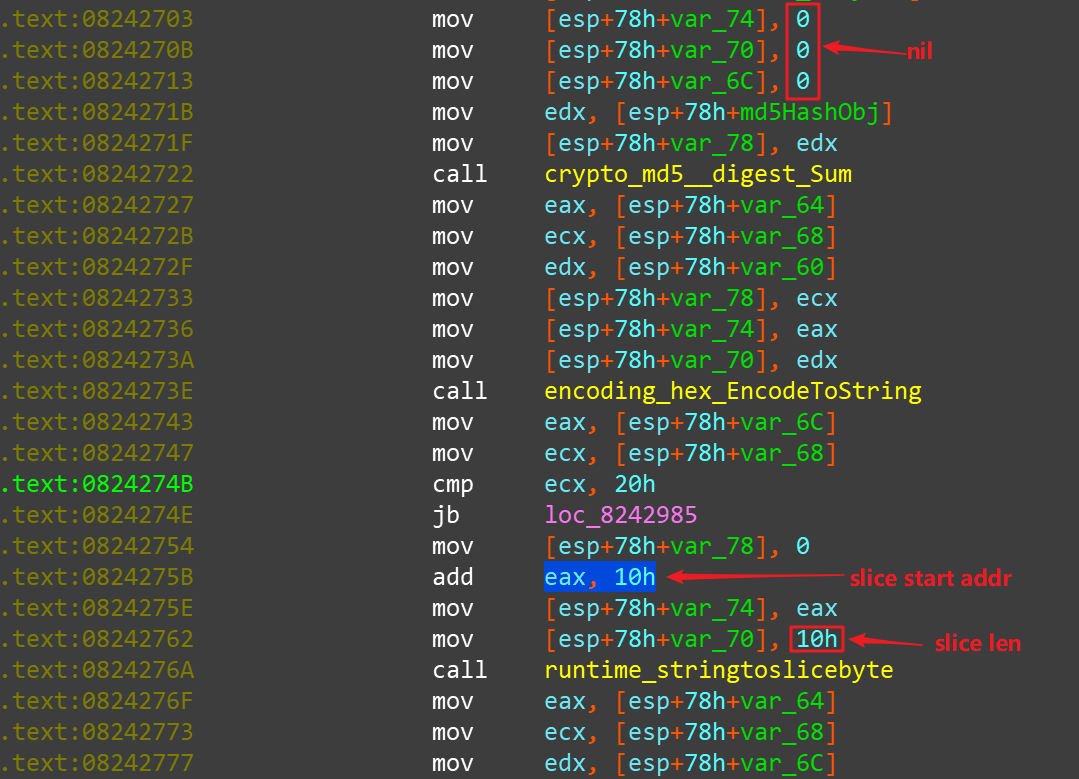 .text:08242703 mov [esp+78h+var_74], 0
.text:0824270B mov [esp+78h+var_70], 0 nil
.text:08242713 mov [esp+78h+var_6C], 0
.text:0824271B mov edx, [esp+78h+md5HashObj]
.text:0824271F mov [esp+78h+var_78], edx
.text:08242722 call crypto_md5__digest_Sum
.text:08242727 mov eax, [esp+78h+var_64]
.text:0824272B mov ecx, [esp+78h+var_68]
.text:0824272F mov edx, [esp+78h+var_60]
.text:08242733 mov [esp+78h+var_78], ecx
.text:08242736 mov [esp+78h+var_74], eax
.text:0824273A mov [esp+78h+var_70], edx
.text:0824273E call encoding_hex_EncodeToString
.text:08242743 mov eax, [esp+78h+var_6C]
.text:08242747 mov ecx, [esp+78h+var_68]
.text:0824274B cmp ecx, 20h
.text:0824274E jb loc_8242985
.text:08242754 mov [esp+78h+var_78], 0
.text:0824275B add eax, 10h slice start addr
.text:0824275E mov [esp+78h+var_74], eax
.text:08242762 mov [esp+78h+var_70], 10h slice len
.text:0824276A call runtime_stringtoslicebyte
.text:0824276F mov eax, [esp+78h+var_64]
.text:08242773 mov ecx, [esp+78h+var_68]
.text:08242777 mov edx, [esp+78h+var_6C]